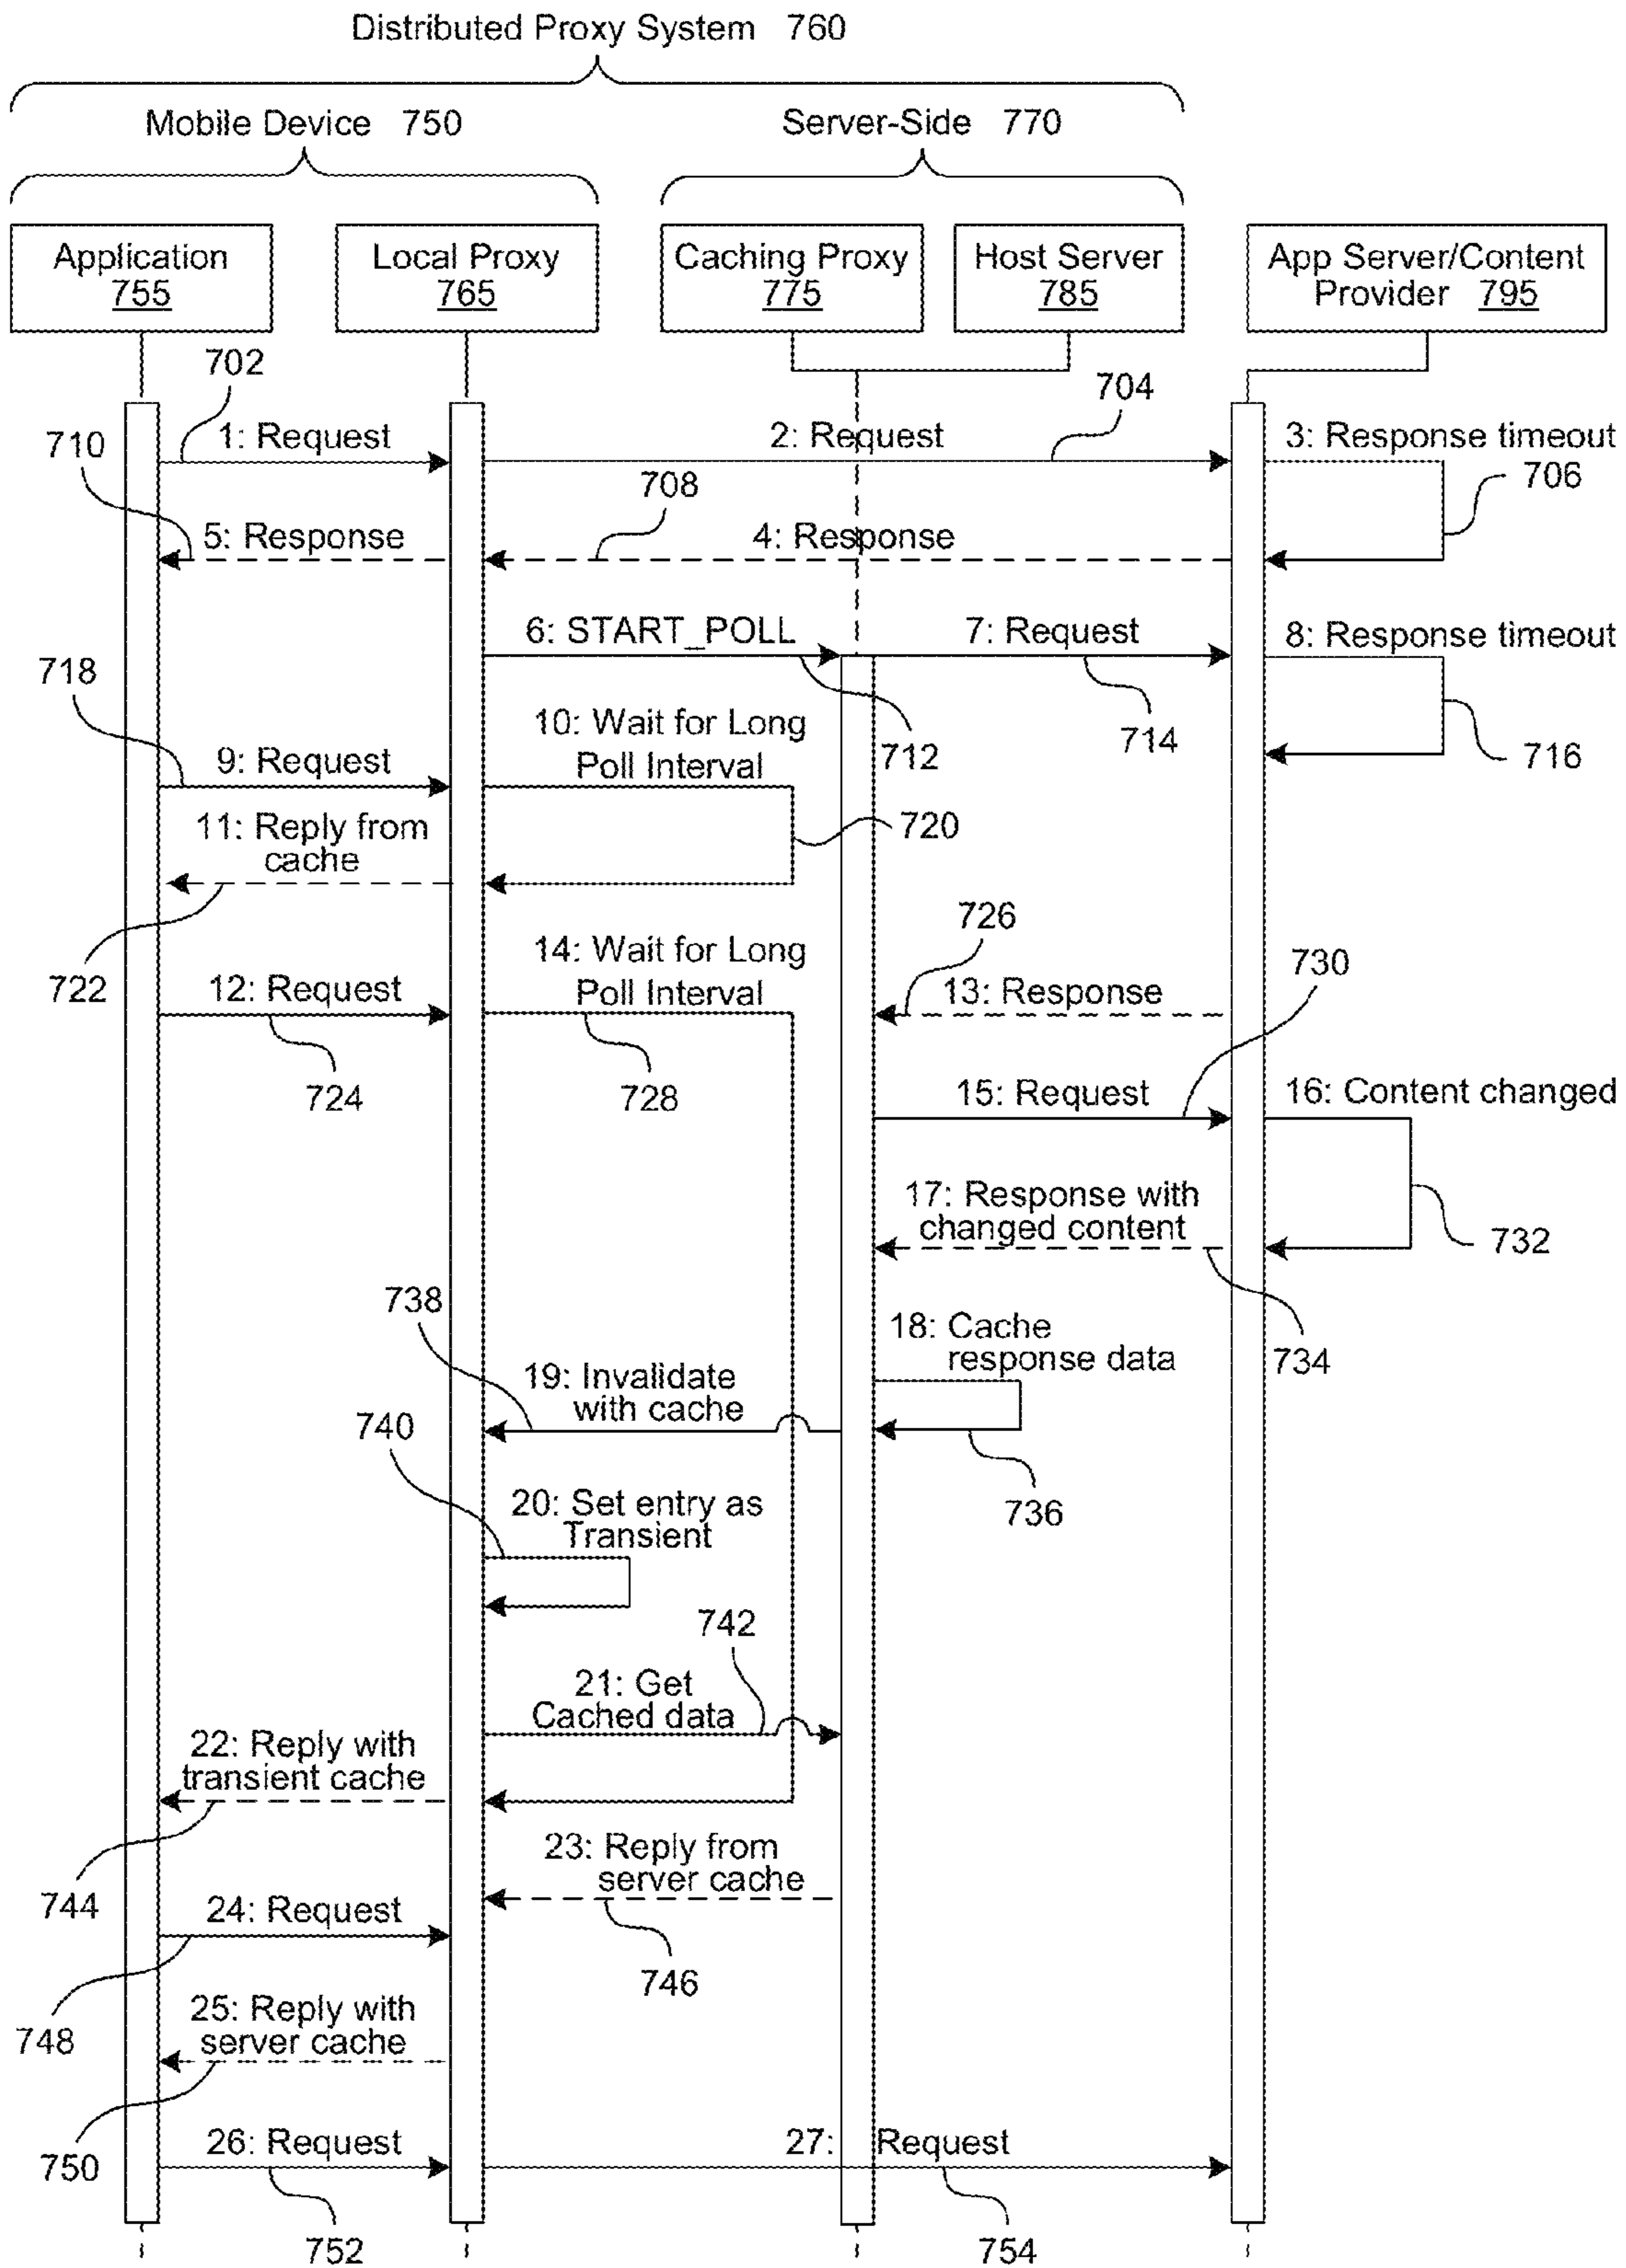 Distributed Proxy System 760
Mobile Device 750
Server-Side 770
Application
755
Local Proxy
765
Caching Proxy
775
Host Server
785
App Server/Content
Provider 795
702
704
710
1: Request
2: Request
3: Response timeout
706
708
5: Response
4: Response
6: START_POLL
7: Request
8: Response timeout
718
712
714
716
10: Wait for Long
Poll Interval
9: Request
720
11: Reply from
cache
722
726
14: Wait for Long
Poll Interval
12: Request
13: Response
730
724
728
15: Request
16: Content changed
17: Response with
changed content
732
734
738
18: Cache
response data
19: Invalidate
with cache
736
740
20: Set entry as
Transient
742
21: Get
Cached data
22: Reply with
transient cache
744
23: Reply from
server cache
746
24: Request
748
25: Reply with
server cache
750
26: Request
27: Request
752
754